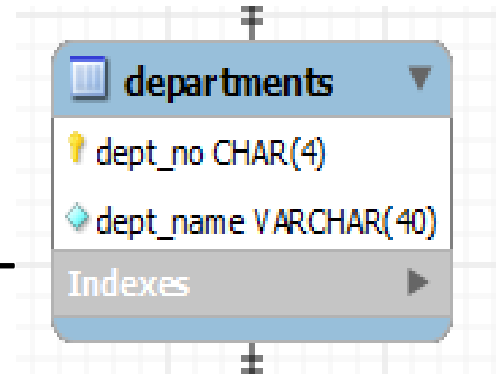 departments
dept_no CHAR(4)
dept_name VARCHAR(40)
Indexes